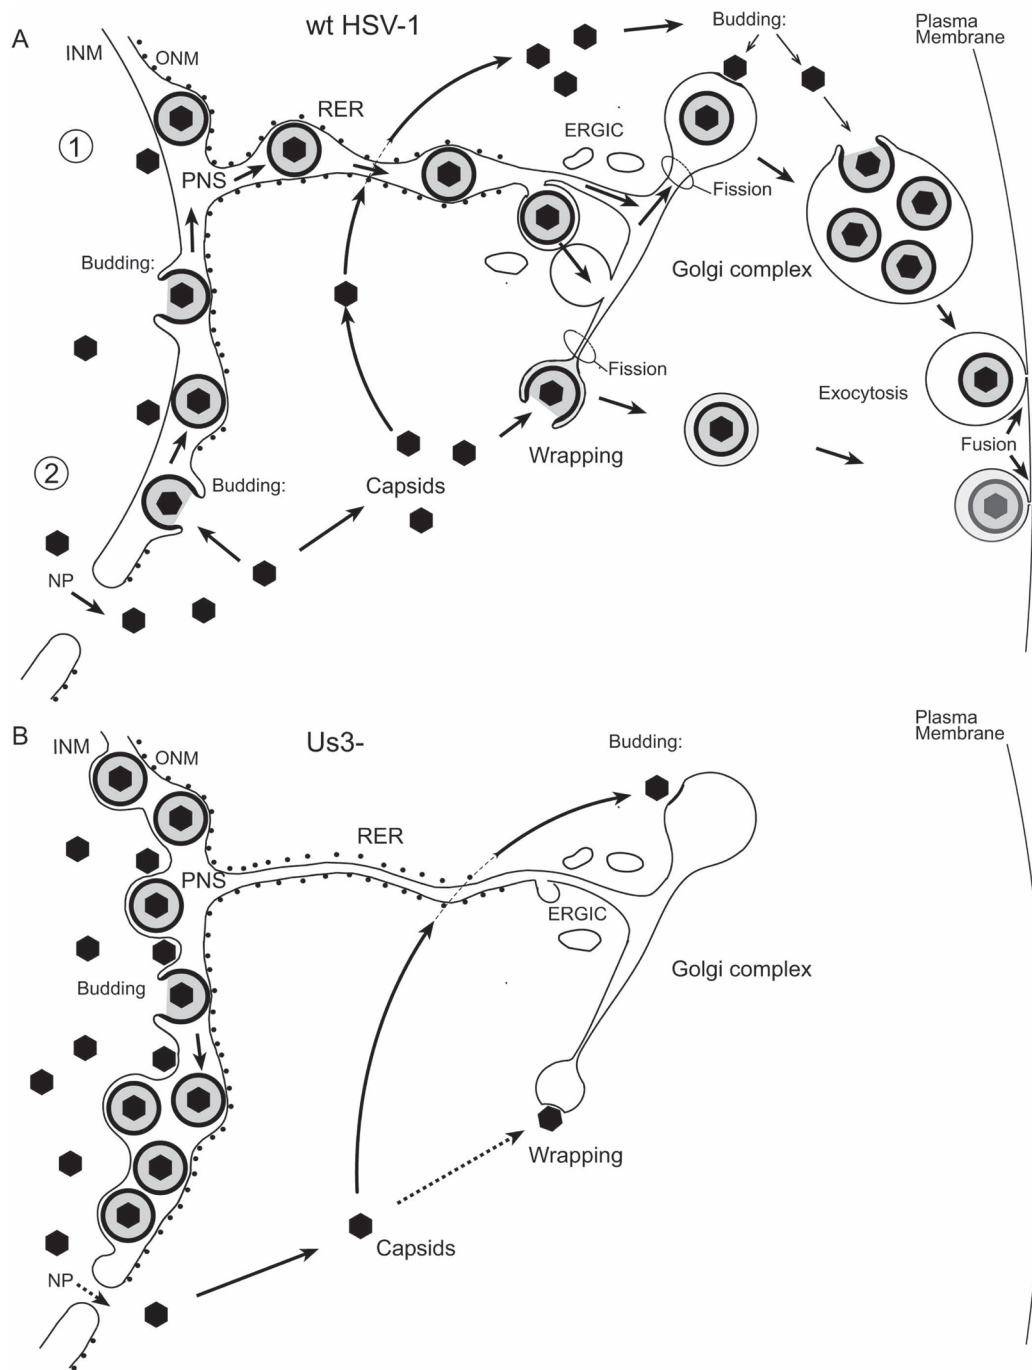 A
wt HSV-1
Budding:
Plasma
Membrane
INM
ONM
RER
ERGIC
1
PNS
Fission
Budding:
Golgi complex
Fission
Exocytosis
2
Budding:
Capsids
Wrapping
Fusion
NP
B
Us3-
Plasma
Membrane
INM
ONM
Budding:
RER
PNS
ERGIC
Budding
Golgi complex
Wrapping
Capsids
NP